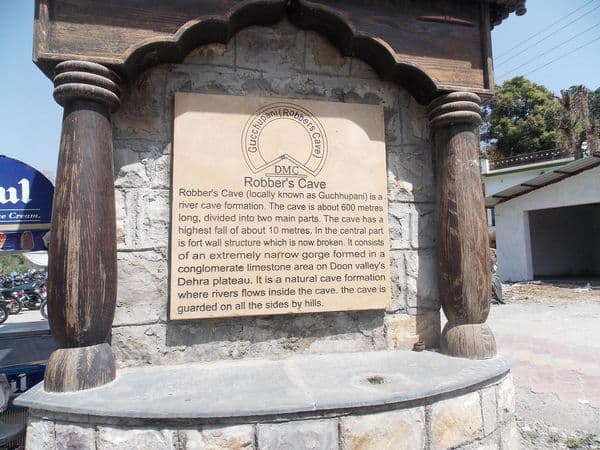 Gucchupani(Robbers Cave)
DMC
Robber's Cave
Robber's Cave (locally known as Guchhupani) is a
river cave formation. The cave is about 600 metres
long, divided into two main parts. The cave has a
highest fall of about 10 metres. In the central part
is fort wall structure which is now broken. It consists
of an extremely narrow gorge formed in a
conglomerate limestone area on Doon valley's
Dehra plateau. It is a natural cave formation
where rivers flows inside the cave. the cave is
guarded on all the sides by hills.
ul
ce Cream.